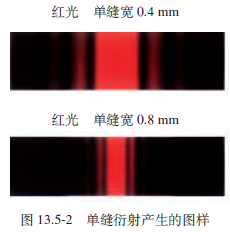 红光 单缝宽 0.4 mm
红光 单缝宽 0.8 mm
图 13.5-2 单缝衍射产生的图样